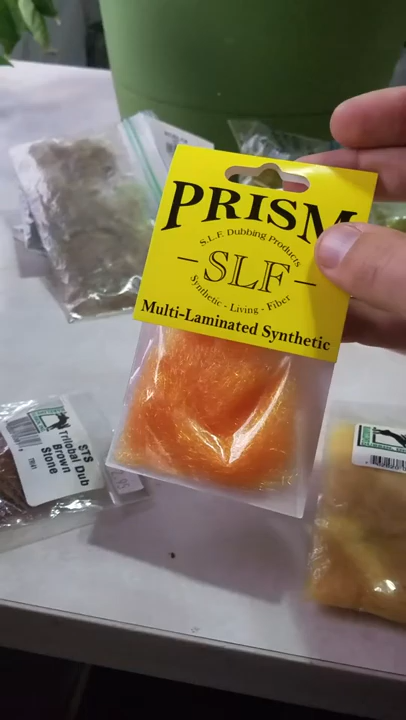 PRISM
S.L.F. Dubbing Products
SLF
Synthetic - Living - Fiber
Multi-Laminated Synthetic
STS
Trilobal Dub
Brown
Stone